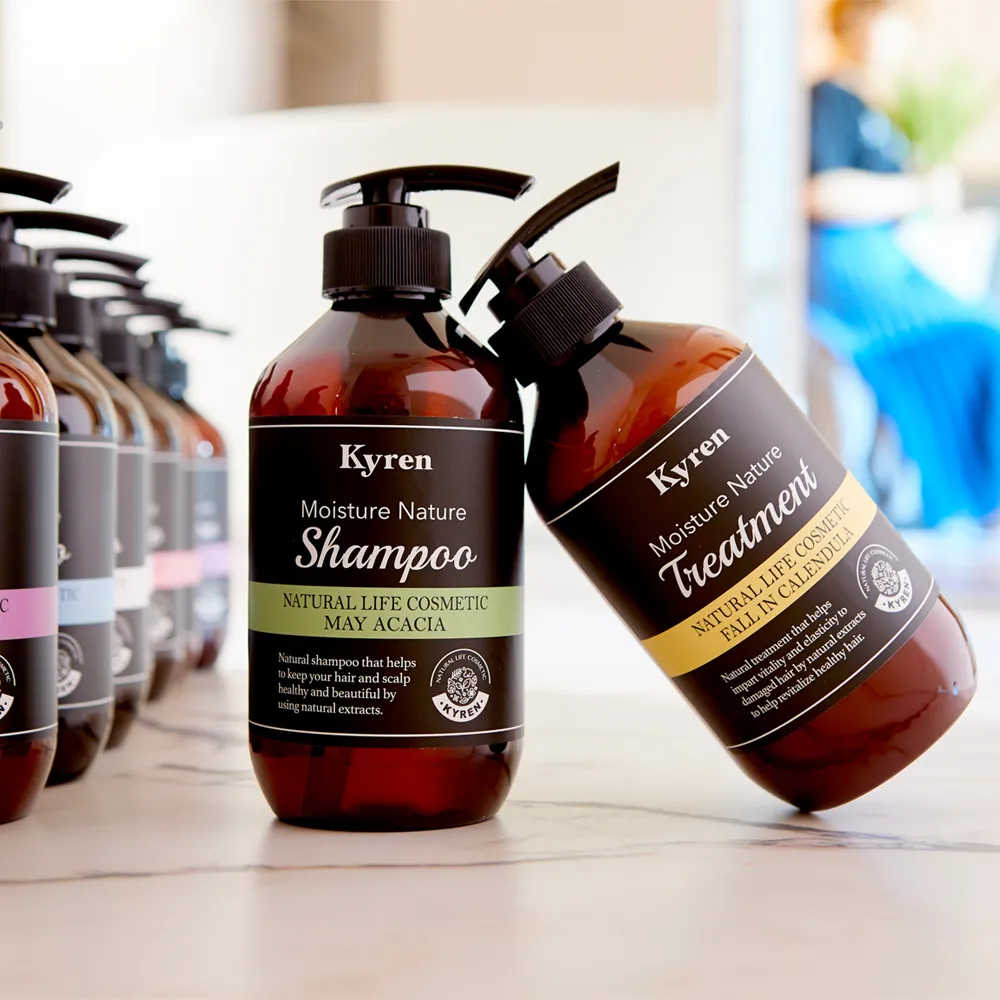 Kyren
Moisture Nature
Shampoo
NATURAL LIFE COSMETIC
MAY ACACIA
Natural shampoo that helps
to keep your hair and scalp
healthy and beautiful by
using natural extracts.
NATURAL LIFE COSMETIC
·KYREN·
Kyren
Moisture Nature
Treatment
NATURAL LIFE COSMETIC
FALL IN CALENDULA
Natural treatment that helps
impart vitality and elasticity to
damaged hair by natural extracts
to help revitalize healthy hair.
NATURAL LIFE COSMETIC
·KYREN·
C
TIC